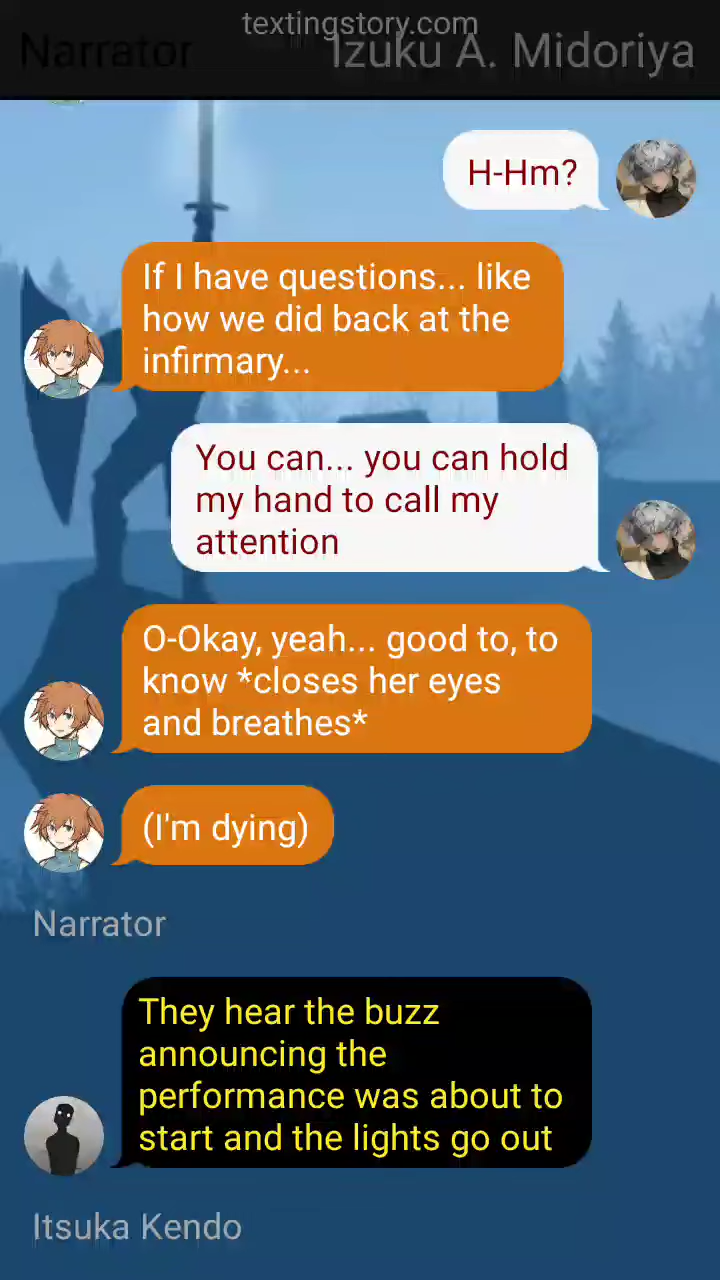 textingstory.com
Narrator
Izuku A. Midoriya
H-Hm?
If I have questions... like
how we did back at the
infirmary...
You can... you can hold
my hand to call my
attention
O-Okay, yeah... good to, to
know *closes her eyes
and breathes*
(I'm dying)
Narrator
They hear the buzz
announcing the
performance was about to
start and the lights go out
Itsuka Kendo